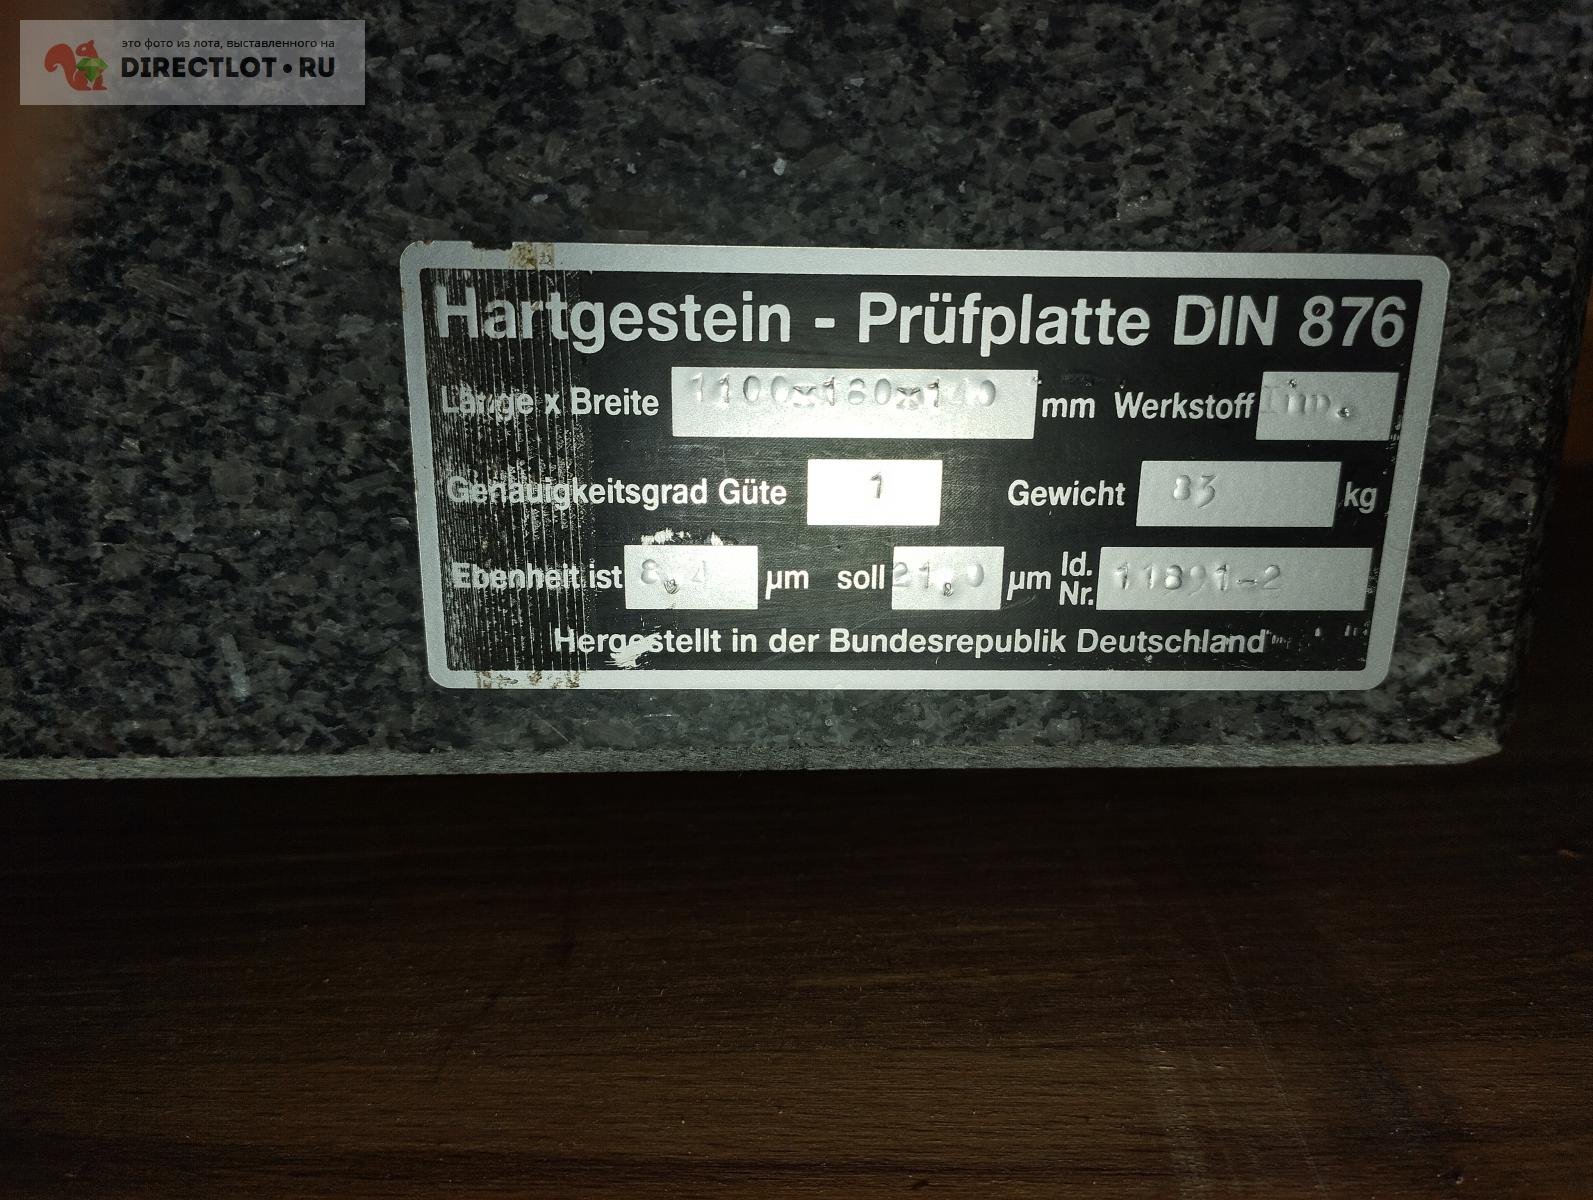 это фото из лота, выставленного на
DIRECTLOT•RU
Hartgestein - Prüfplatte DIN 876
Länge x Breite 1100x180x140 mm Werkstoff Imp.
Genauigkeitsgrad Güte 1 Gewicht 83 kg
Ebenheit ist 8,4 µm soll 21,0 µm Id. Nr. 11891-2
Hergestellt in der Bundesrepublik Deutschland